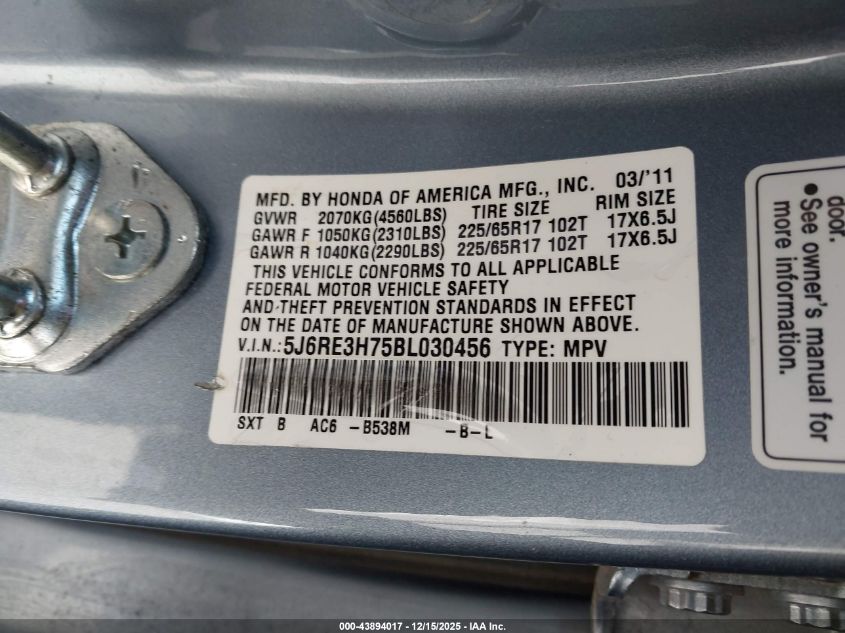 MFD. BY HONDA OF AMERICA MFG., INC. 03/'11
GVWR 2070KG(4560LBS) TIRE SIZE RIM SIZE
GAWR F 1050KG(2310LBS) 225/65R17 102T 17X6.5J
GAWR R 1040KG(2290LBS) 225/65R17 102T 17X6.5J
THIS VEHICLE CONFORMS TO ALL APPLICABLE
FEDERAL MOTOR VEHICLE SAFETY
AND THEFT PREVENTION STANDARDS IN EFFECT
ON THE DATE OF MANUFACTURE SHOWN ABOVE.
V.I.N.: 5J6RE3H75BL030456 TYPE: MPV
SXT B AC6 -B538M -B-L
door.
•See owner's manual for
more information.
000-43894017 - 12/15/2025 - IAA Inc.